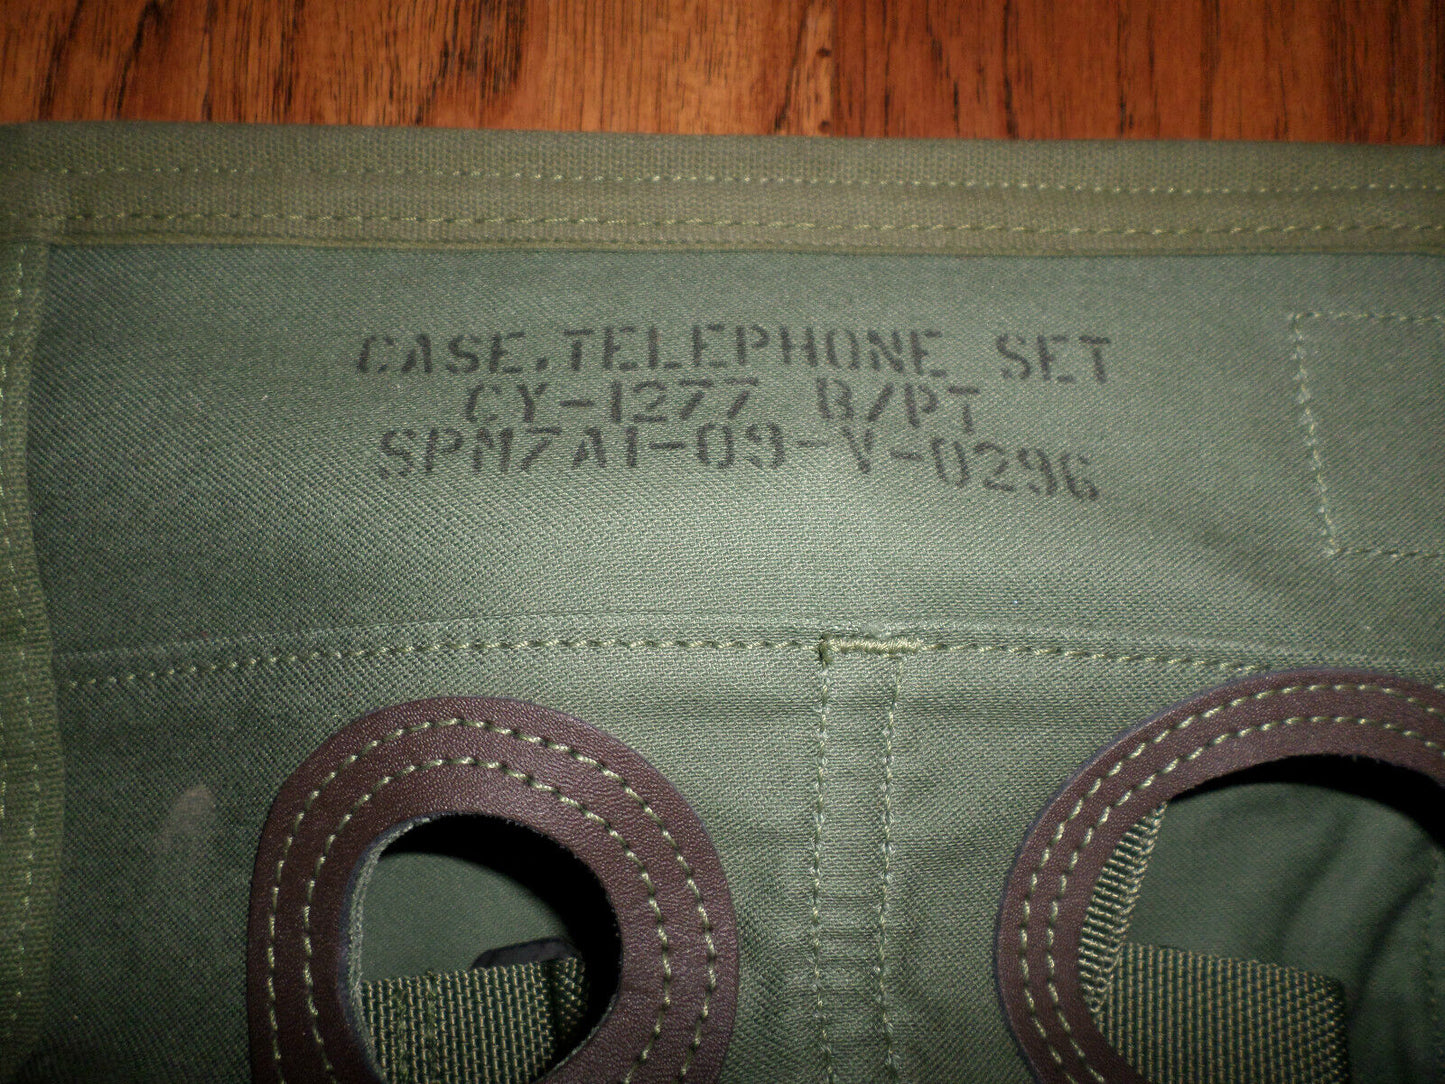 CASE,TELEPHONE SET
CY-1277 B/PT
SPM7A1-09-V-0296